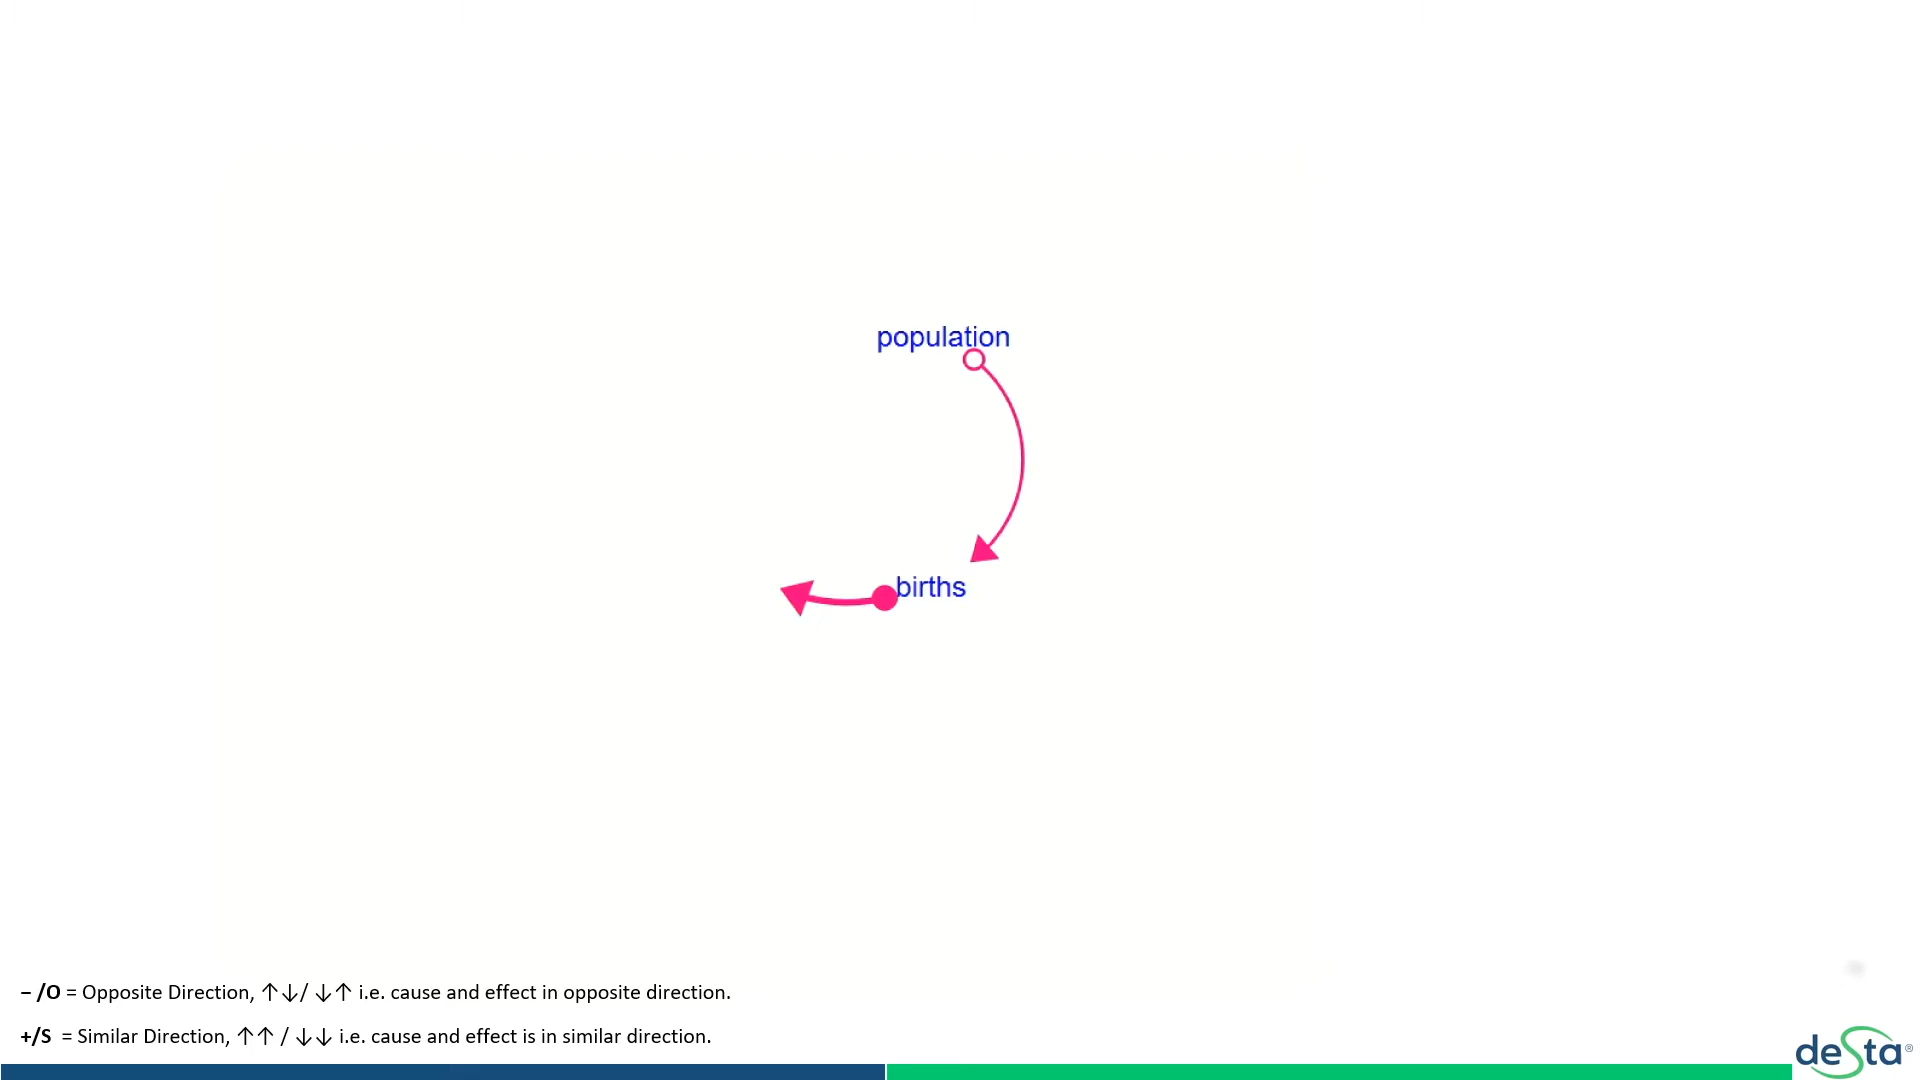 population
births
– /O = Opposite Direction, ↑↓/ ↓↑ i.e. cause and effect in opposite direction.
+/S = Similar Direction, ↑↑ / ↓↓ i.e. cause and effect is in similar direction.
deSta®